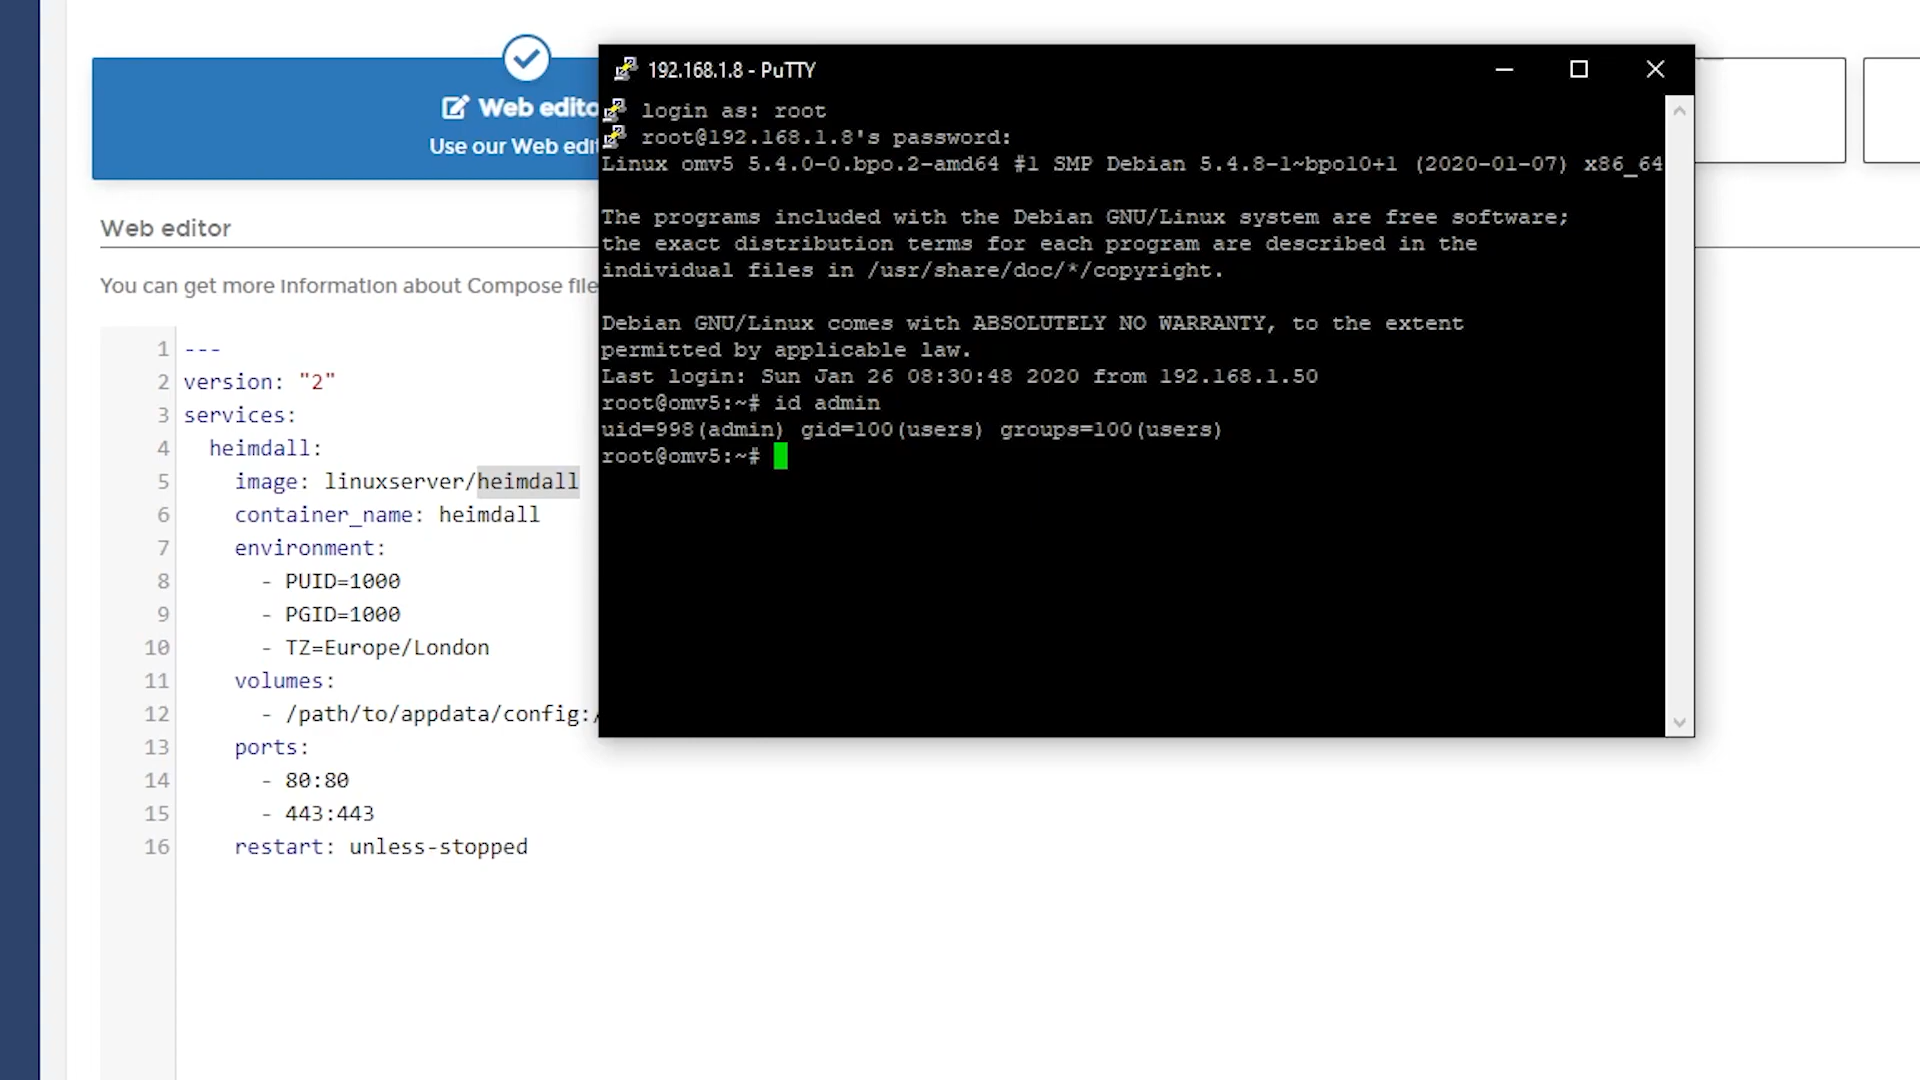 Web edito
Use our Web edi
Web editor
You can get more information about Compose file
1 ---
2 version: "2"
3 services:
4 heimdall:
5 image: linuxserver/heimdall
6 container_name: heimdall
7 environment:
8 - PUID=1000
9 - PGID=1000
10 - TZ=Europe/London
11 volumes:
12 - /path/to/appdata/config:/
13 ports:
14 - 80:80
15 - 443:443
16 restart: unless-stopped
192.168.1.8 - PuTTY
login as: root
root@192.168.1.8's password:
Linux omv5 5.4.0-0.bpo.2-amd64 #1 SMP Debian 5.4.8-1~bpo10+1 (2020-01-07) x86_64
The programs included with the Debian GNU/Linux system are free software;
the exact distribution terms for each program are described in the
individual files in /usr/share/doc/*/copyright.
Debian GNU/Linux comes with ABSOLUTELY NO WARRANTY, to the extent
permitted by applicable law.
Last login: Sun Jan 26 08:30:48 2020 from 192.168.1.50
root@omv5:~# id admin
uid=998(admin) gid=100(users) groups=100(users)
root@omv5:~#